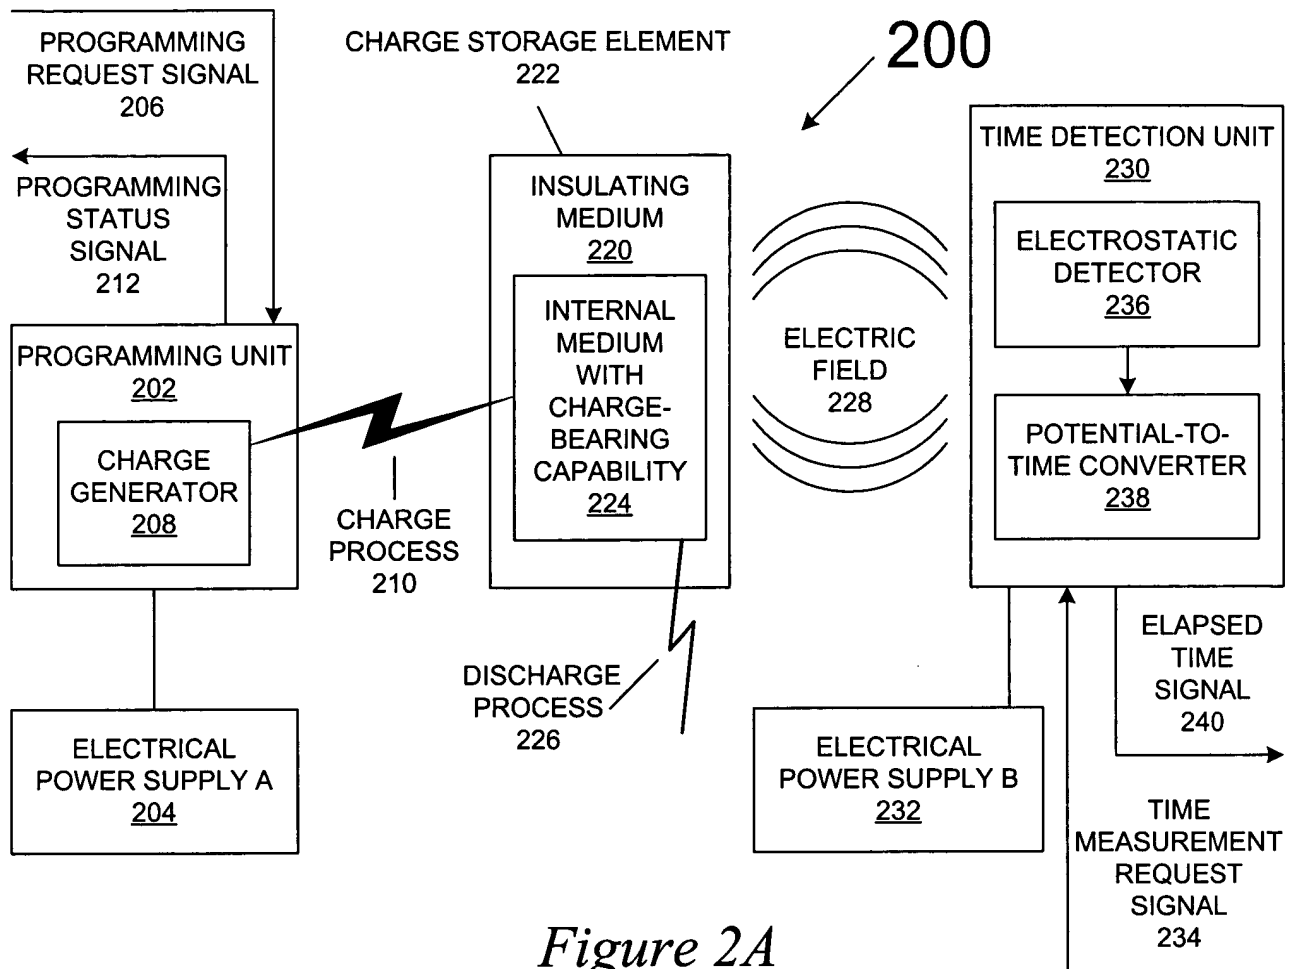 PROGRAMMING
REQUEST SIGNAL
206
CHARGE STORAGE ELEMENT
222
200
PROGRAMMING
STATUS
SIGNAL
212
PROGRAMMING UNIT
202
CHARGE
GENERATOR
208
CHARGE
PROCESS
210
ELECTRICAL
POWER SUPPLY A
204
INSULATING
MEDIUM
220
INTERNAL
MEDIUM
WITH
CHARGE-
BEARING
CAPABILITY
224
DISCHARGE
PROCESS
226
ELECTRIC
FIELD
228
TIME DETECTION UNIT
230
ELECTROSTATIC
DETECTOR
236
POTENTIAL-TO-
TIME CONVERTER
238
ELECTRICAL
POWER SUPPLY B
232
ELAPSED
TIME
SIGNAL
240
TIME
MEASUREMENT
REQUEST
SIGNAL
234
Figure 2A